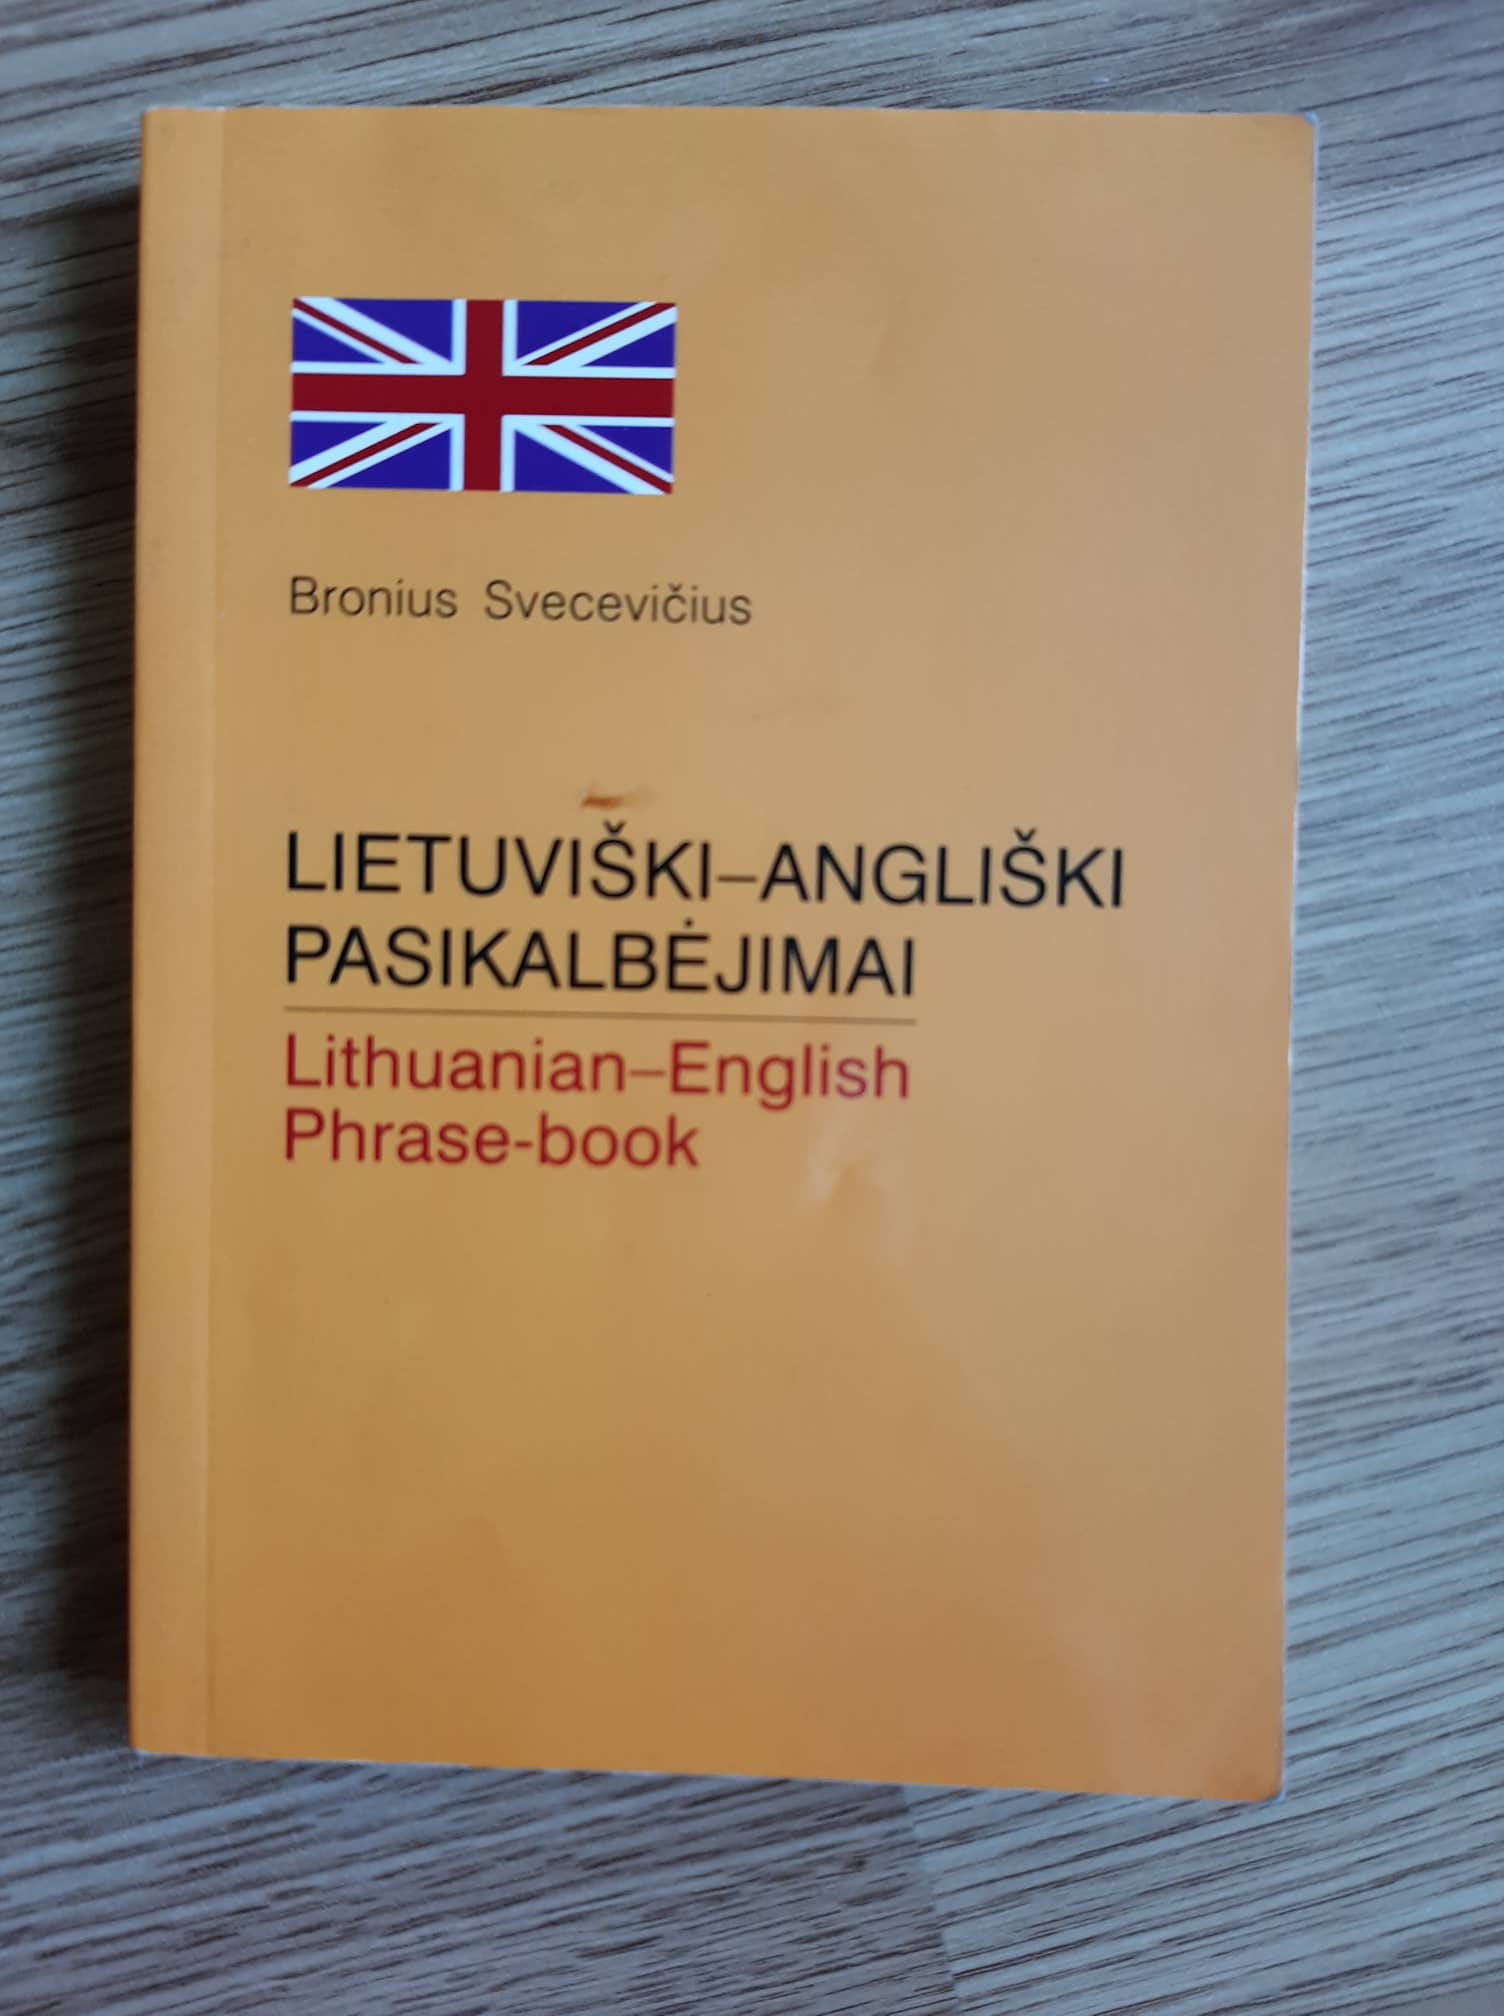 Bronius Svecevičius
LIETUVIŠKI–ANGLIŠKI
PASIKALBĖJIMAI
Lithuanian–English
Phrase-book